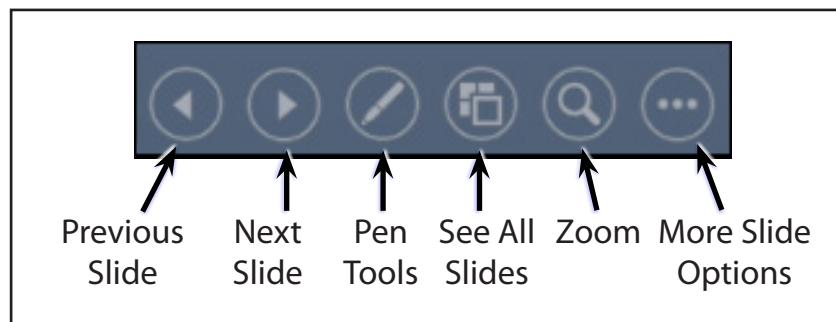 Previous Slide
Next Slide
Pen Tools
See All Slides
Zoom
More Slide Options